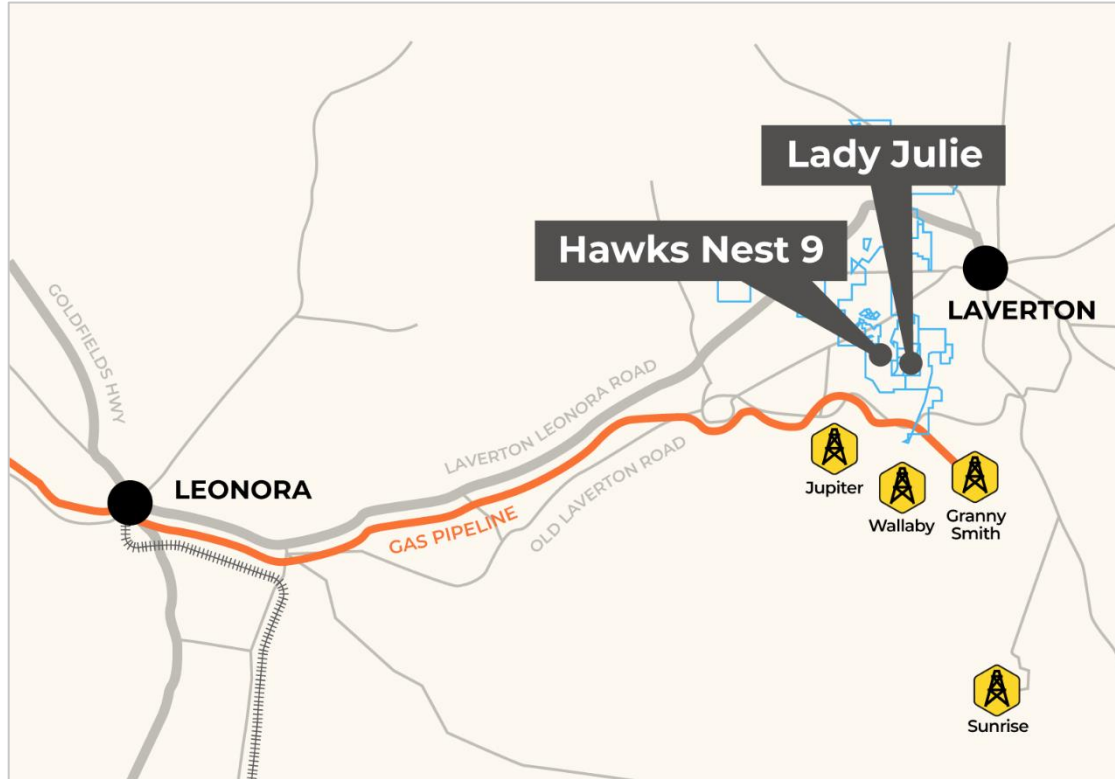 Lady Julie
Hawks Nest 9
LAVERTON
GOLDFIELDS HWY
LAVERTON LEONORA ROAD
LEONORA
GAS PIPELINE
OLD LAVERTON ROAD
Jupiter
Wallaby
Granny
Smith
Sunrise